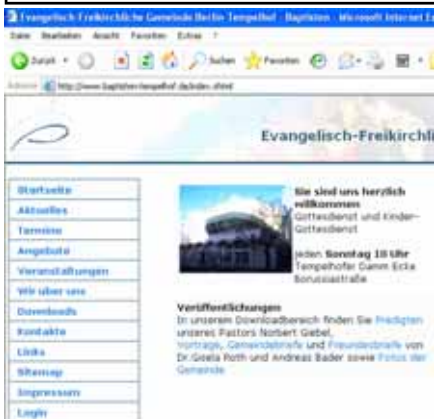 Evangelisch-Freikirchliche Gemeinde Berlin-Tempelhof - Baptisten - Microsoft Internet Ex
Datei Bearbeiten Ansicht Favoriten Extras ?
Zurück Suchen Favoriten
Adresse http://www.baptisten-tempelhof.de/index.shtml
Evangelisch-Freikirchli
Startseite
Aktuelles
Termine
Angebote
Veranstaltungen
Wir über uns
Downloads
Kontakte
Links
Sitemap
Impressum
Login
Sie sind uns herzlich
willkommen
Gottesdienst und Kinder-
Gottesdienst
jeden Sonntag 10 Uhr
Tempelhofer Damm Ecke
Borussiastraße
Veröffentlichungen
In unserem Downloadbereich finden Sie Predigten
unseres Pastors Norbert Giebel,
Vorträge, Gemeindebriefe und Freundesbriefe von
Dr.Gisela Roth und Andreas Bader sowie Fotos der
Gemeinde